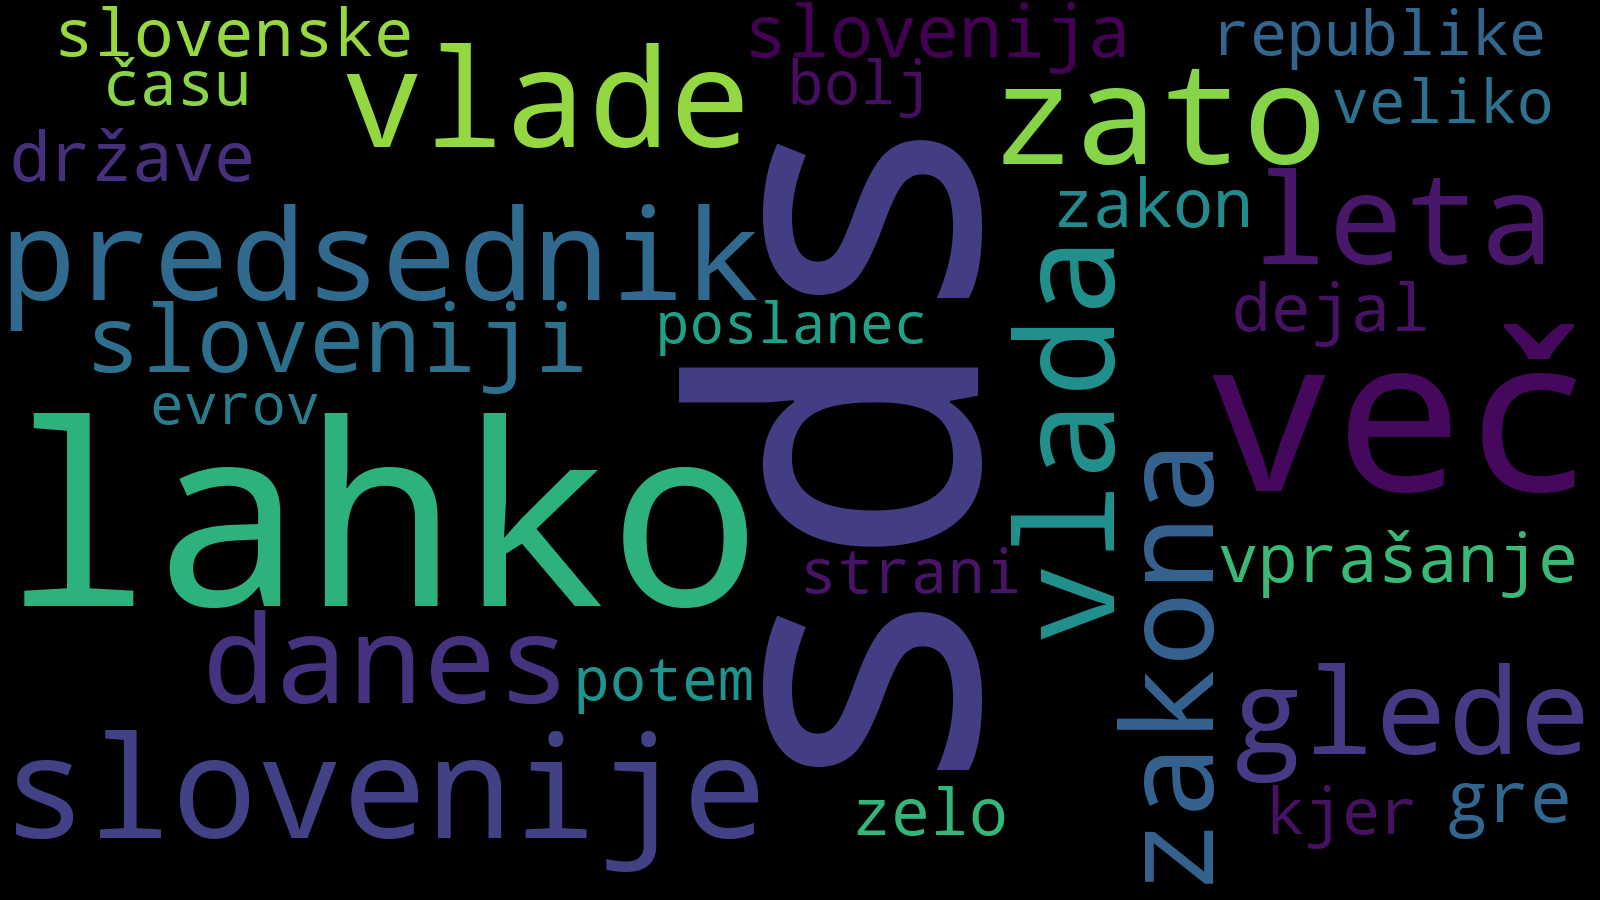 slovenske
slovenija
republike
času
vlade
bolj
zato
veliko
države
zakon
leta
predsednik
sds
vlada
dejal
sloveniji
poslanec
več
evrov
lahko
zakona
vprašanje
strani
danes
potem
glede
slovenije
zelo
kjer
gre